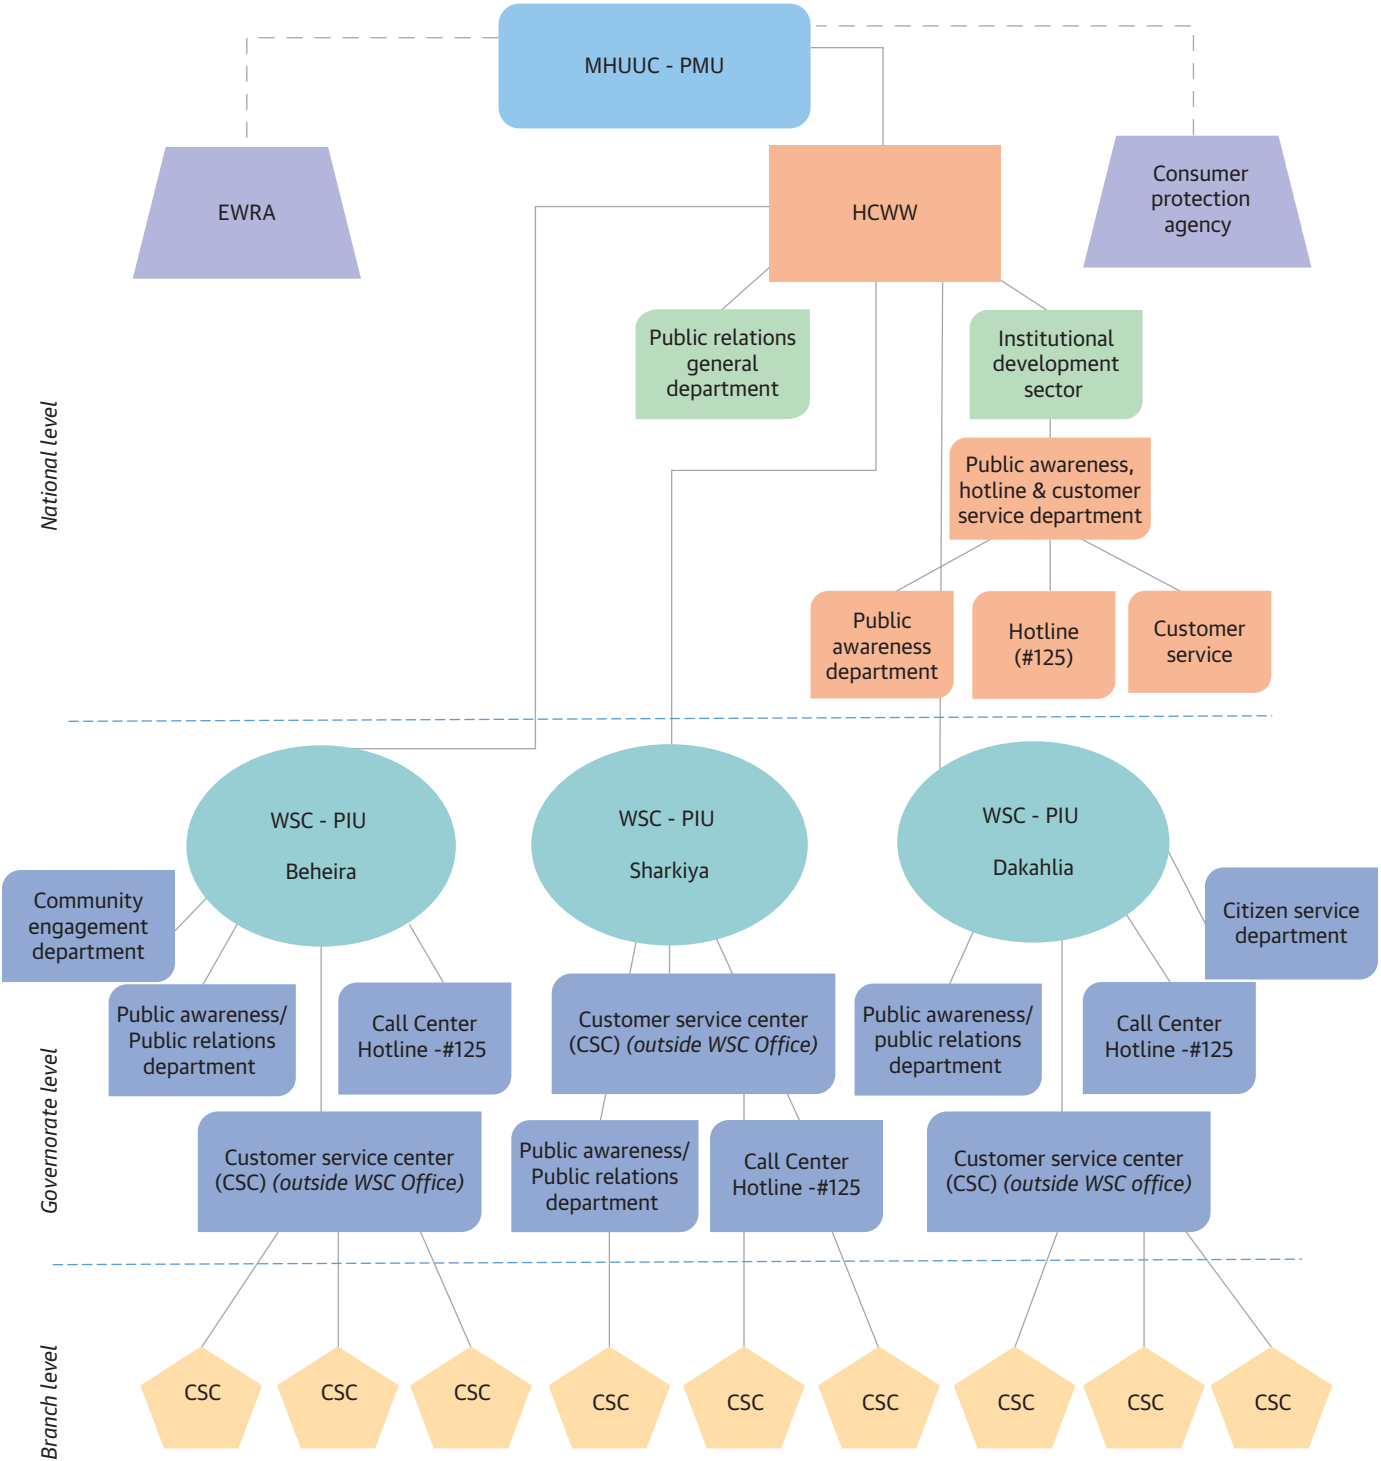 MHUUC - PMU
EWRA
HCWW
Consumer
protection
agency
Public relations
general
department
Institutional
development
sector
National level
Public awareness,
hotline & customer
service department
Public
awareness
department
Hotline
(#125)
Customer
service
WSC - PIU
Beheira
WSC - PIU
Sharkiya
WSC - PIU
Dakahlia
Community
engagement
department
Citizen service
department
Public awareness/
Public relations
department
Call Center
Hotline -#125
Customer service center
(CSC) (outside WSC Office)
Public awareness/
public relations
department
Call Center
Hotline -#125
Governorate level
Customer service center
(CSC) (outside WSC Office)
Public awareness/
Public relations
department
Call Center
Hotline -#125
Customer service center
(CSC) (outside WSC office)
Branch level
CSC
CSC
CSC
CSC
CSC
CSC
CSC
CSC
CSC